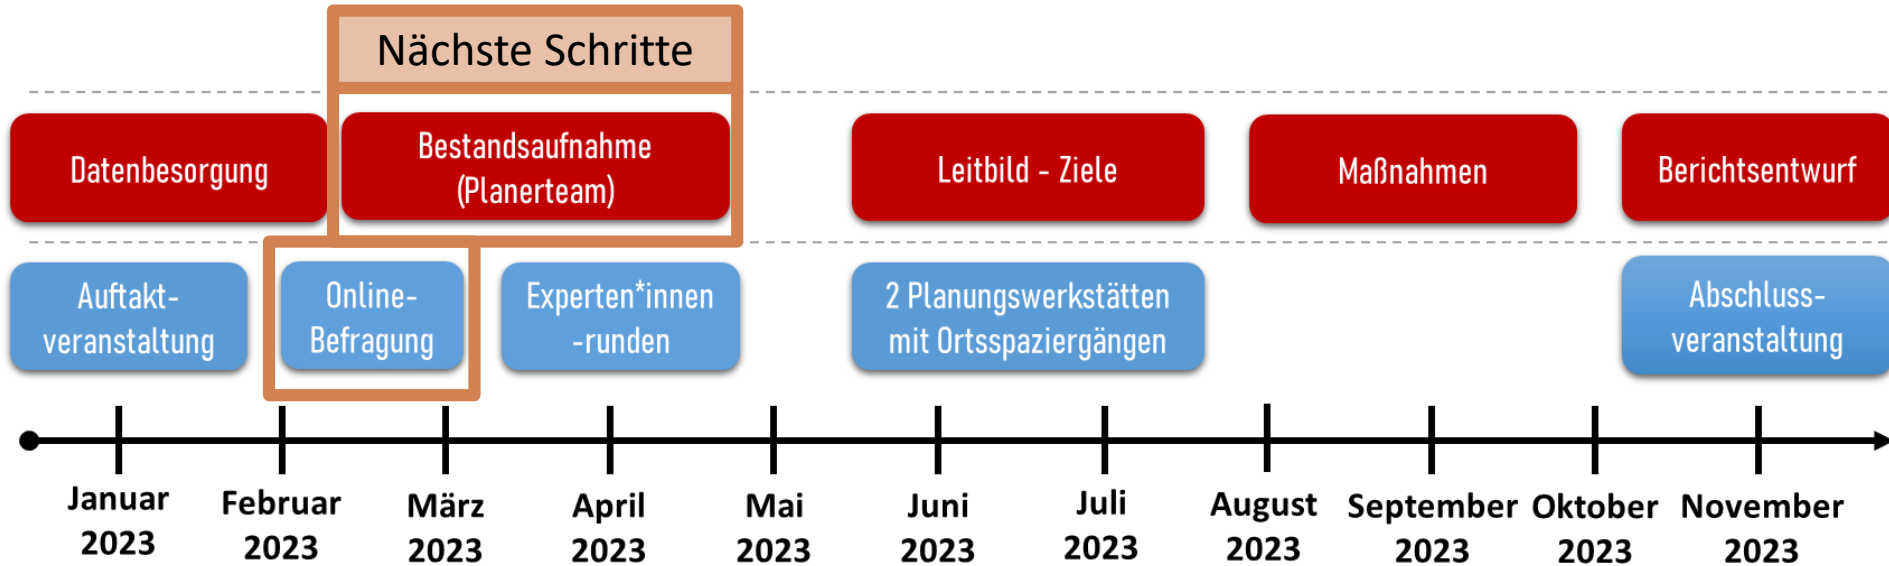 Nächste Schritte
Datenbesorgung
Bestandsaufnahme
(Planerteam)
Leitbild - Ziele
Maßnahmen
Berichtsentwurf
Auftakt-
veranstaltung
Online-
Befragung
Experten*innen
-runden
2 Planungswerkstätten
mit Ortsspaziergängen
Abschluss-
veranstaltung
Januar
2023
Februar
2023
März
2023
April
2023
Mai
2023
Juni
2023
Juli
2023
August
2023
September
2023
Oktober
2023
November
2023